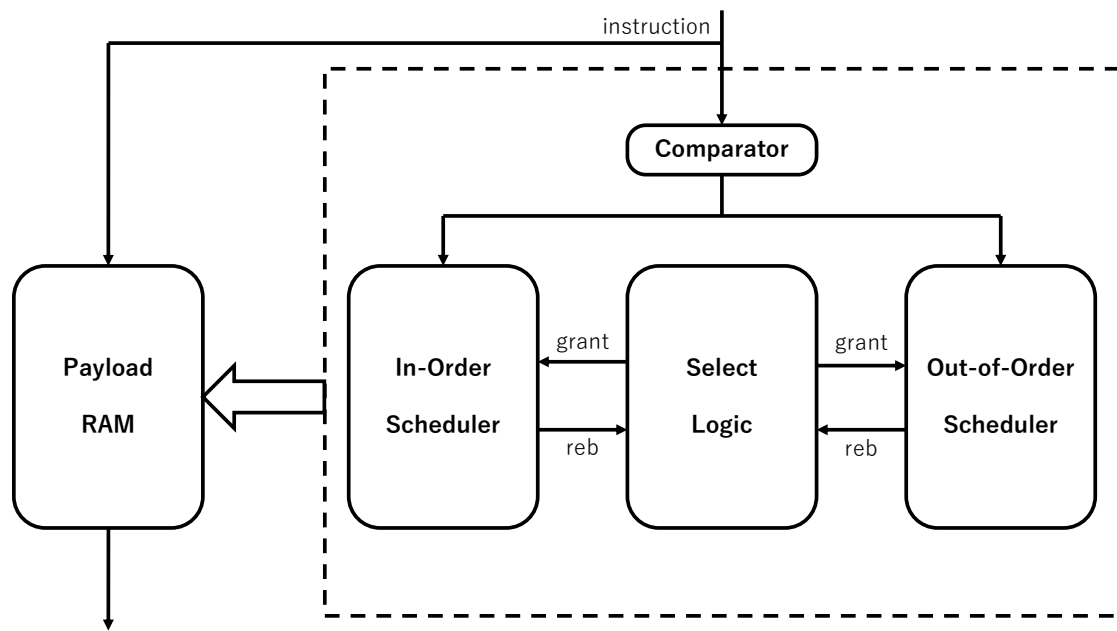 instruction
Comparator
Payload
RAM
In-Order
Scheduler
grant
reb
Select
Logic
grant
reb
Out-of-Order
Scheduler